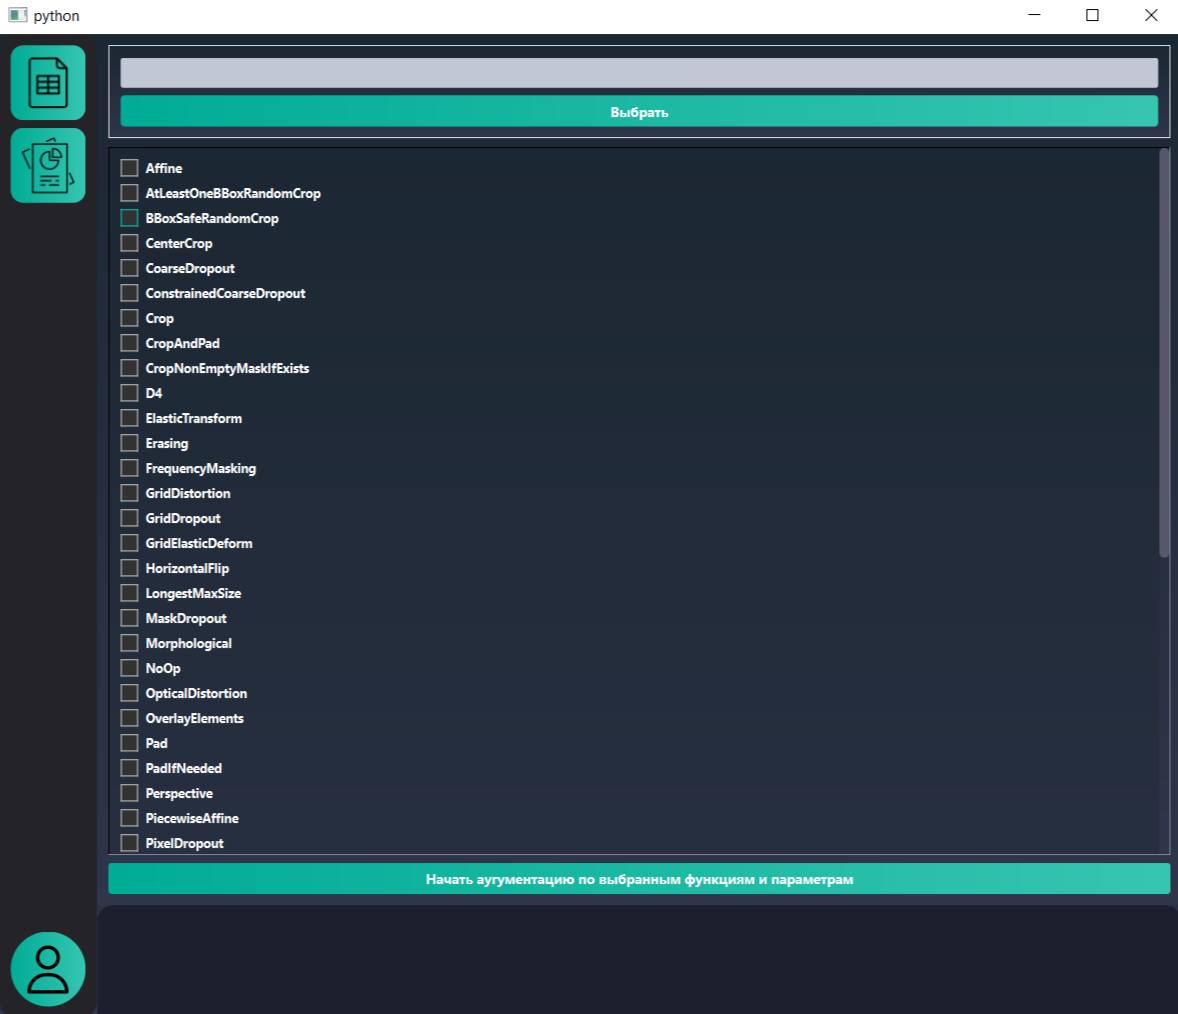 python
Выбрать
Affine
AtLeastOneBBoxRandomCrop
BBoxSafeRandomCrop
CenterCrop
CoarseDropout
ConstrainedCoarseDropout
Crop
CropAndPad
CropNonEmptyMaskIfExists
D4
ElasticTransform
Erasing
FrequencyMasking
GridDistortion
GridDropout
GridElasticDeform
HorizontalFlip
LongestMaxSize
MaskDropout
Morphological
NoOp
OpticalDistortion
OverlayElements
Pad
PadIfNeeded
Perspective
PiecewiseAffine
PixelDropout
Начать аугументацию по выбранным функциям и параметрам